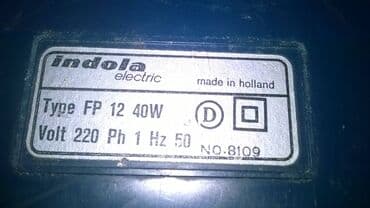 indola
electric
made in holland
Type FP 12 40W
D
Volt 220 Ph 1 Hz 50
NO.8109